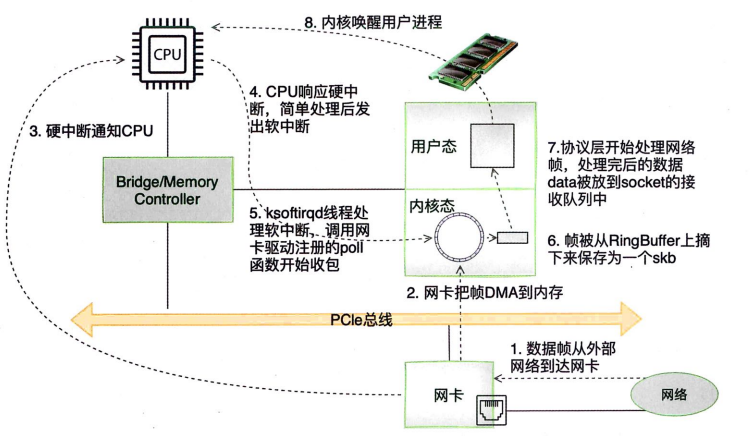 8. 内核唤醒用户进程
CPU
4. CPU响应硬中
断，简单处理后发
出软中断
3. 硬中断通知CPU
用户态
7.协议层开始处理网络
帧，处理完后的数据
data被放到socket的接
收队列中
Bridge/Memory
Controller
内核态
5. ksoftirqd线程处
理软中断，调用网
卡驱动注册的poll
函数开始收包
6. 帧被从RingBuffer上摘
下来保存为一个skb
2. 网卡把帧DMA到内存
PCIe总线
1. 数据帧从外部
网络到达网卡
网卡
网络